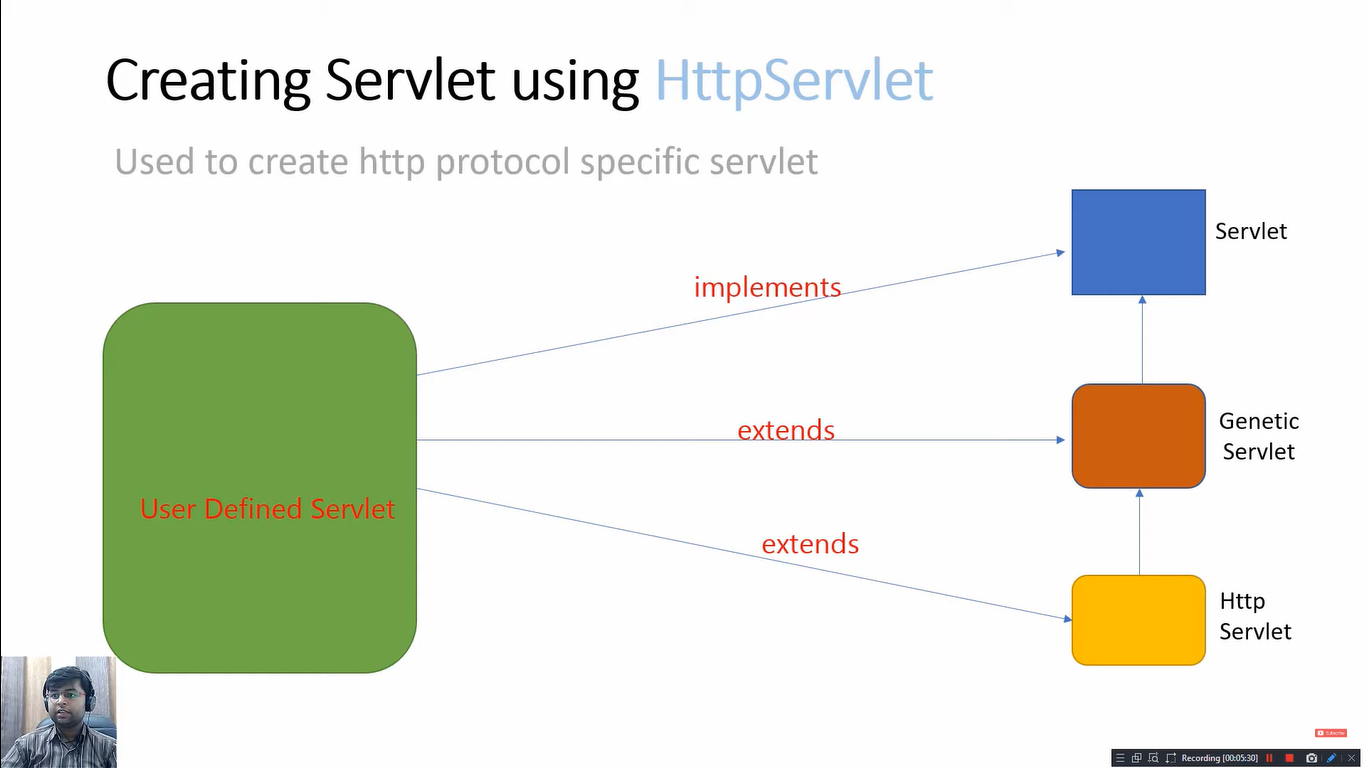 Creating Servlet using HttpServlet
Used to create http protocol specific servlet
Servlet
implements
Genetic
Servlet
extends
User Defined Servlet
extends
Http
Servlet
Subscribe
Recording [00:05:30]